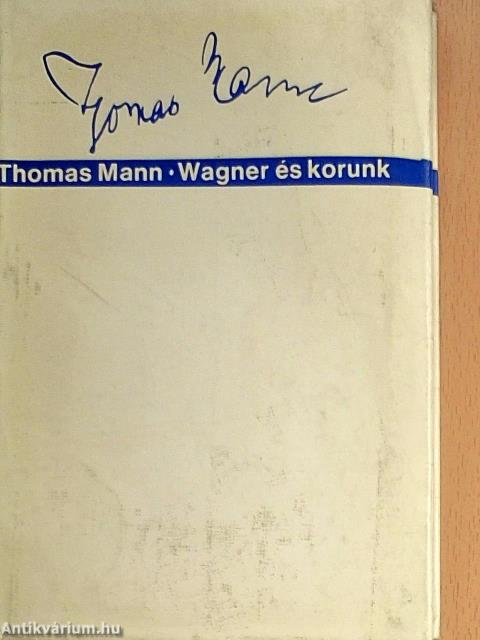 Thomas Mann
Thomas Mann · Wagner és korunk
Antikvárium.hu